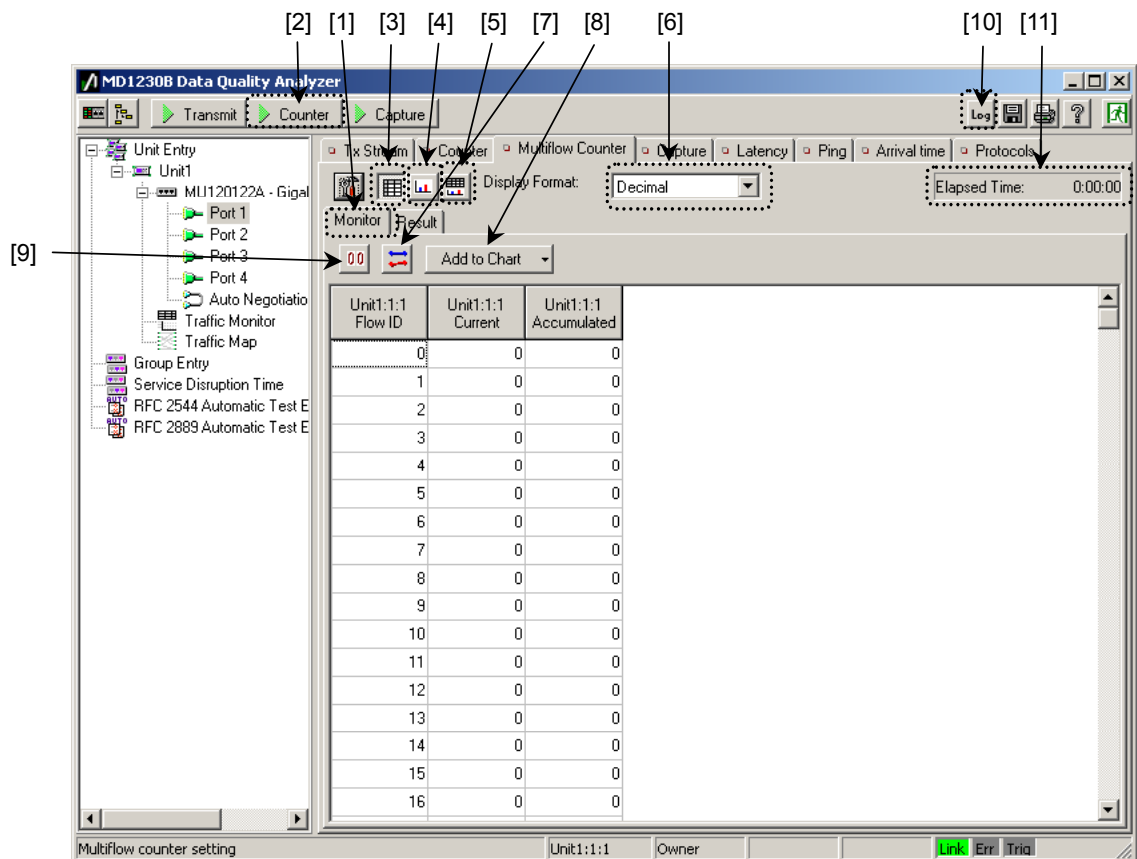 [2] [1] [3] [4] [5] [7] [8] [6] [10] [11]
MD1230B Data Quality Analyzer
Transmit Counter Capture Log
Unit Entry
Unit1
MU120122A - Gigal
Port 1
Port 2
[9]
Port 3
Port 4
Auto Negotiatio
Traffic Monitor
Traffic Map
Group Entry
Service Disruption Time
RFC 2544 Automatic Test E
RFC 2889 Automatic Test E
Tx Stream Counter Multiflow Counter Capture Latency Ping Arrival time Protocols
Display Format: Decimal Elapsed Time: 0:00:00
Monitor Result
00 Add to Chart
Unit1:1:1 Unit1:1:1 Unit1:1:1
Flow ID Current Accumulated
0 0 0
1 0 0
2 0 0
3 0 0
4 0 0
5 0 0
6 0 0
7 0 0
8 0 0
9 0 0
10 0 0
11 0 0
12 0 0
13 0 0
14 0 0
15 0 0
16 0 0
Multiflow counter setting Unit1:1:1 Owner Link Err Trig